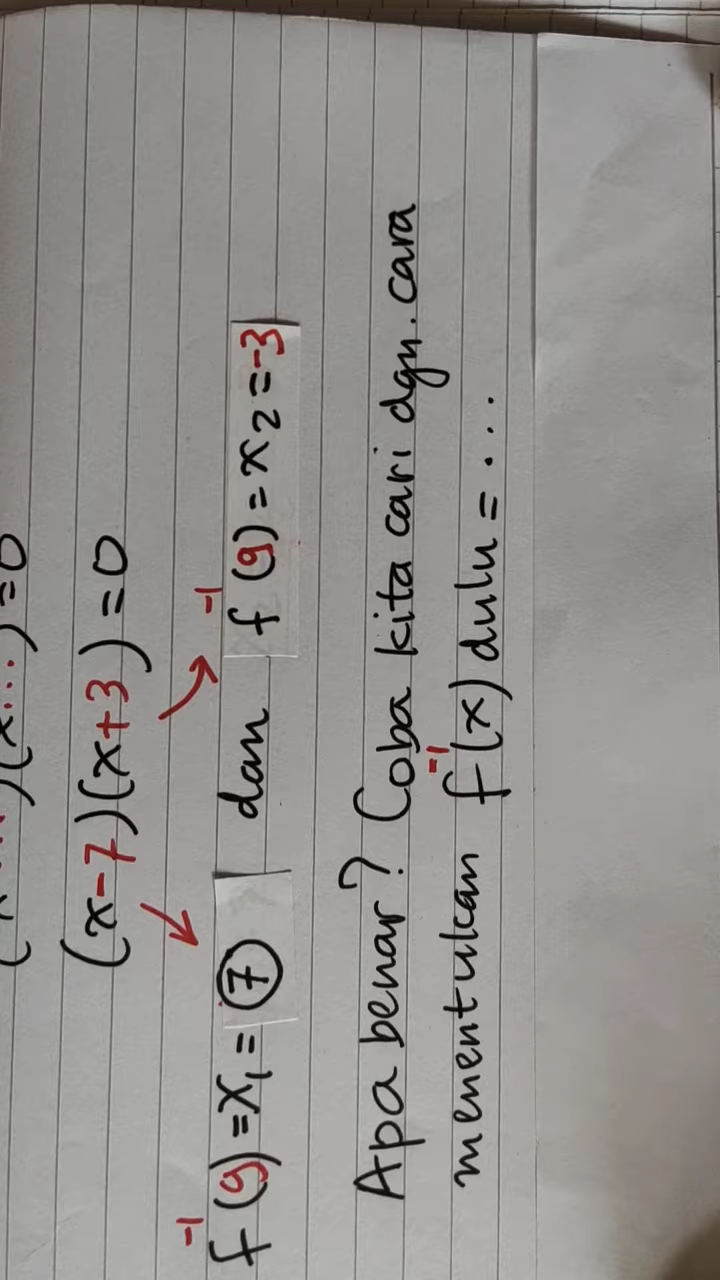 )(x...)=0
(x-7)(x+3)=0
f⁻¹(9)=x₁=7 dan f⁻¹(9)=x₂=-3
Apa benar? Coba kita cari dgn. cara
menentukan f⁻¹(x) dulu=...